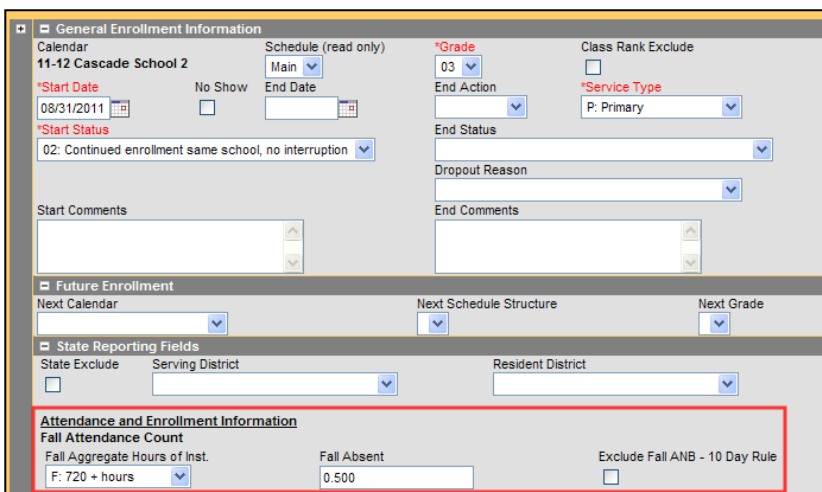 General Enrollment Information
Calendar Schedule (read only) *Grade Class Rank Exclude
11-12 Cascade School 2 Main 03
*Start Date No Show End Date End Action *Service Type
08/31/2011 P: Primary
*Start Status End Status
02: Continued enrollment same school, no interruption
Dropout Reason
Start Comments End Comments
Future Enrollment
Next Calendar Next Schedule Structure Next Grade
State Reporting Fields
State Exclude Serving District Resident District
Attendance and Enrollment Information
Fall Attendance Count
Fall Aggregate Hours of Inst. Fall Absent Exclude Fall ANB - 10 Day Rule
F: 720 + hours 0.500